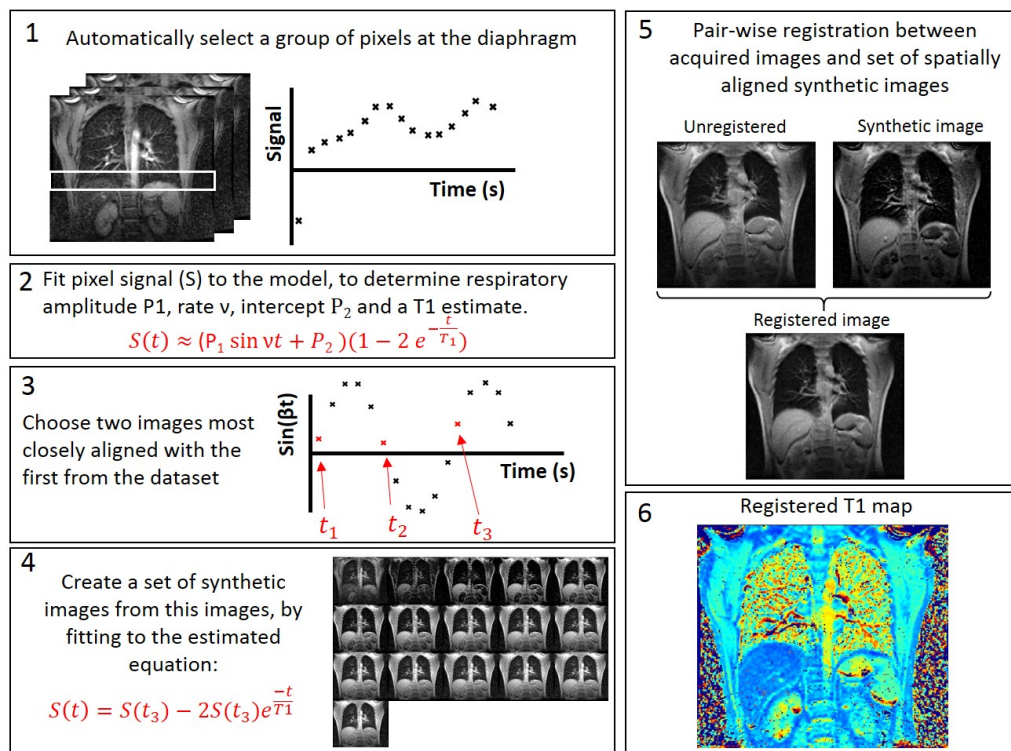 1
Automatically select a group of pixels at the diaphragm
Signal
Time (s)
2
Fit pixel signal (S) to the model, to determine respiratory
amplitude P1, rate ν, intercept P₂ and a T1 estimate.
S(t) ≈ (P₁ sin νt + P₂ )(1 − 2 e^(−t/T₁))
3
Choose two images most
closely aligned with the
first from the dataset
Sin(βt)
Time (s)
t₁
t₂
t₃
4
Create a set of synthetic
images from this images, by
fitting to the estimated
equation:
S(t) = S(t₃) − 2S(t₃)e^(−t/T1)
5
Pair-wise registration between
acquired images and set of spatially
aligned synthetic images
Unregistered
Synthetic image
Registered image
6
Registered T1 map